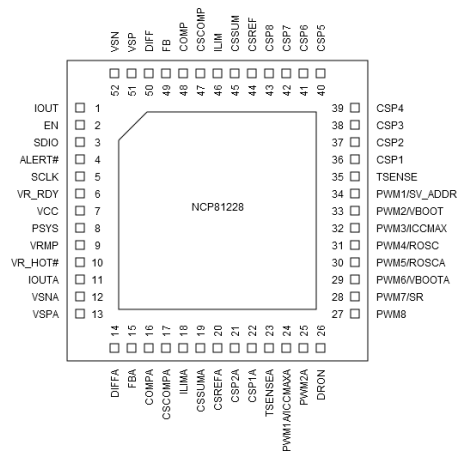 VSN
VSP
DIFF
FB
COMP
CSCOMP
ILIM
CSSUM
CSREF
CSP8
CSP7
CSP6
CSP5
52
51
50
49
48
47
46
45
44
43
42
41
40
IOUT 1
EN 2
SDIO 3
ALERT# 4
SCLK 5
VR_RDY 6
VCC 7
PSYS 8
VRMP 9
VR_HOT# 10
IOUTA 11
VSNA 12
VSPA 13
NCP81228
39 CSP4
38 CSP3
37 CSP2
36 CSP1
35 TSENSE
34 PWM1/SV_ADDR
33 PWM2/VBOOT
32 PWM3/ICCMAX
31 PWM4/ROSC
30 PWM5/ROSCA
29 PWM6/VBOOTA
28 PWM7/SR
27 PWM8
14
15
16
17
18
19
20
21
22
23
24
25
26
DIFFA
FBA
COMPA
CSCOMPA
ILIMA
CSSUMA
CSREFA
CSP2A
CSP1A
TSENSEA
PWM1A/ICCMAXA
PWM2A
DRON